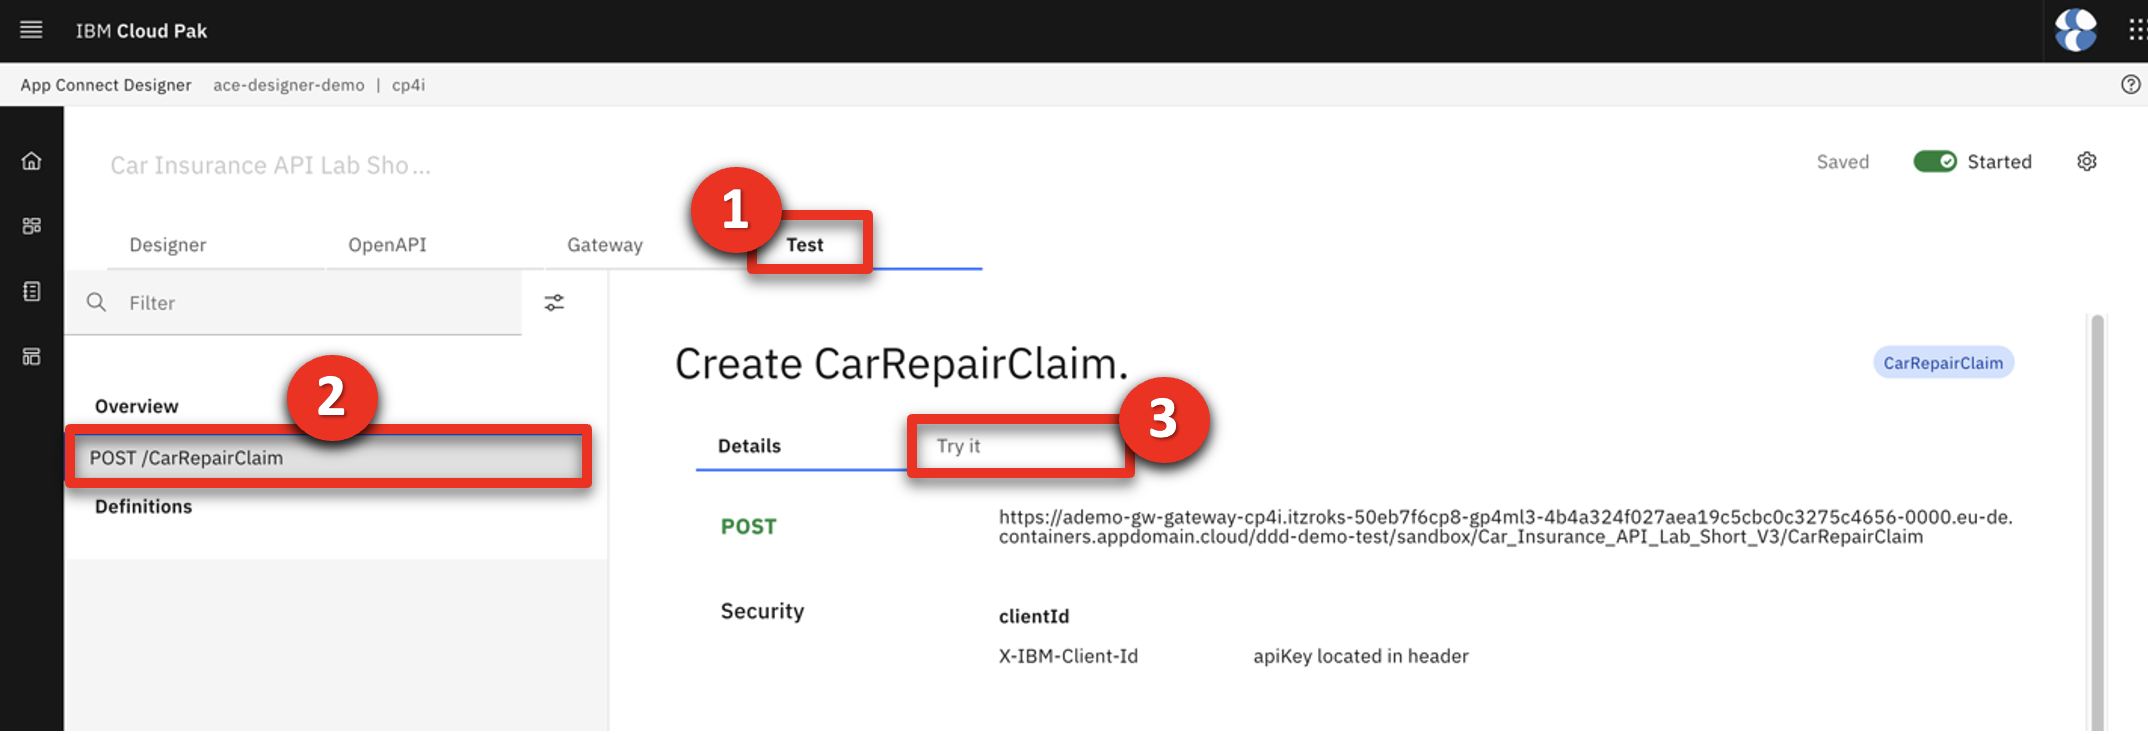 IBM Cloud Pak
App Connect Designer ace-designer-demo | cp4i
Car Insurance API Lab Sho...
Saved Started
1
Designer OpenAPI Gateway Test
Filter
Create CarRepairClaim.
CarRepairClaim
2
Overview
3
Details Try it
POST /CarRepairClaim
Definitions
POST
https://ademo-gw-gateway-cp4i.itzroks-50eb7f6cp8-gp4ml3-4b4a324f027aea19c5cbc0c3275c4656-0000.eu-de.
containers.appdomain.cloud/ddd-demo-test/sandbox/Car_Insurance_API_Lab_Short_V3/CarRepairClaim
Security
clientId
X-IBM-Client-Id apiKey located in header